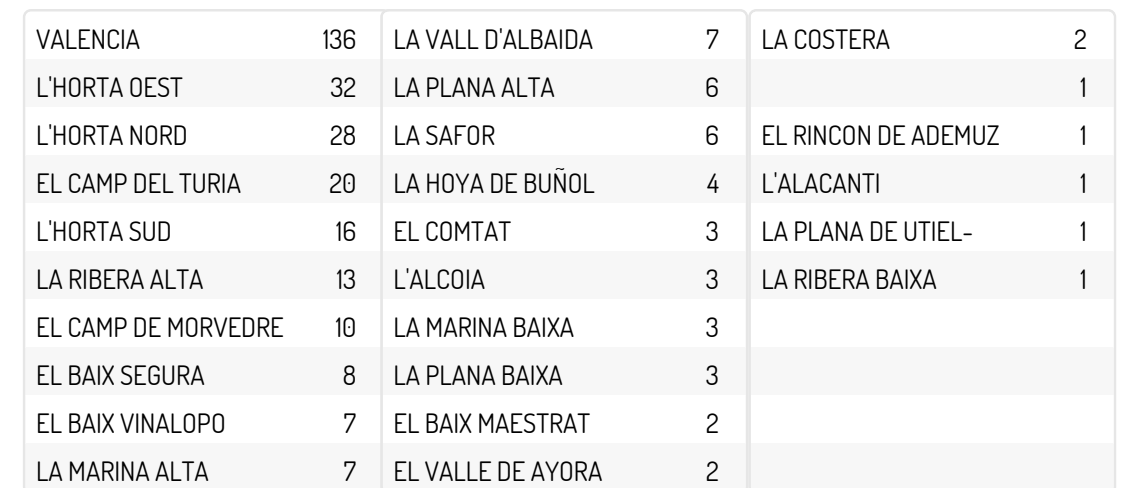 VALENCIA 136
L'HORTA OEST 32
L'HORTA NORD 28
EL CAMP DEL TURIA 20
L'HORTA SUD 16
LA RIBERA ALTA 13
EL CAMP DE MORVEDRE 10
EL BAIX SEGURA 8
EL BAIX VINALOPO 7
LA MARINA ALTA 7
LA VALL D'ALBAIDA 7
LA PLANA ALTA 6
LA SAFOR 6
LA HOYA DE BUÑOL 4
EL COMTAT 3
L'ALCOIA 3
LA MARINA BAIXA 3
LA PLANA BAIXA 3
EL BAIX MAESTRAT 2
EL VALLE DE AYORA 2
LA COSTERA 2
1
EL RINCON DE ADEMUZ 1
L'ALACANTI 1
LA PLANA DE UTIEL- 1
LA RIBERA BAIXA 1